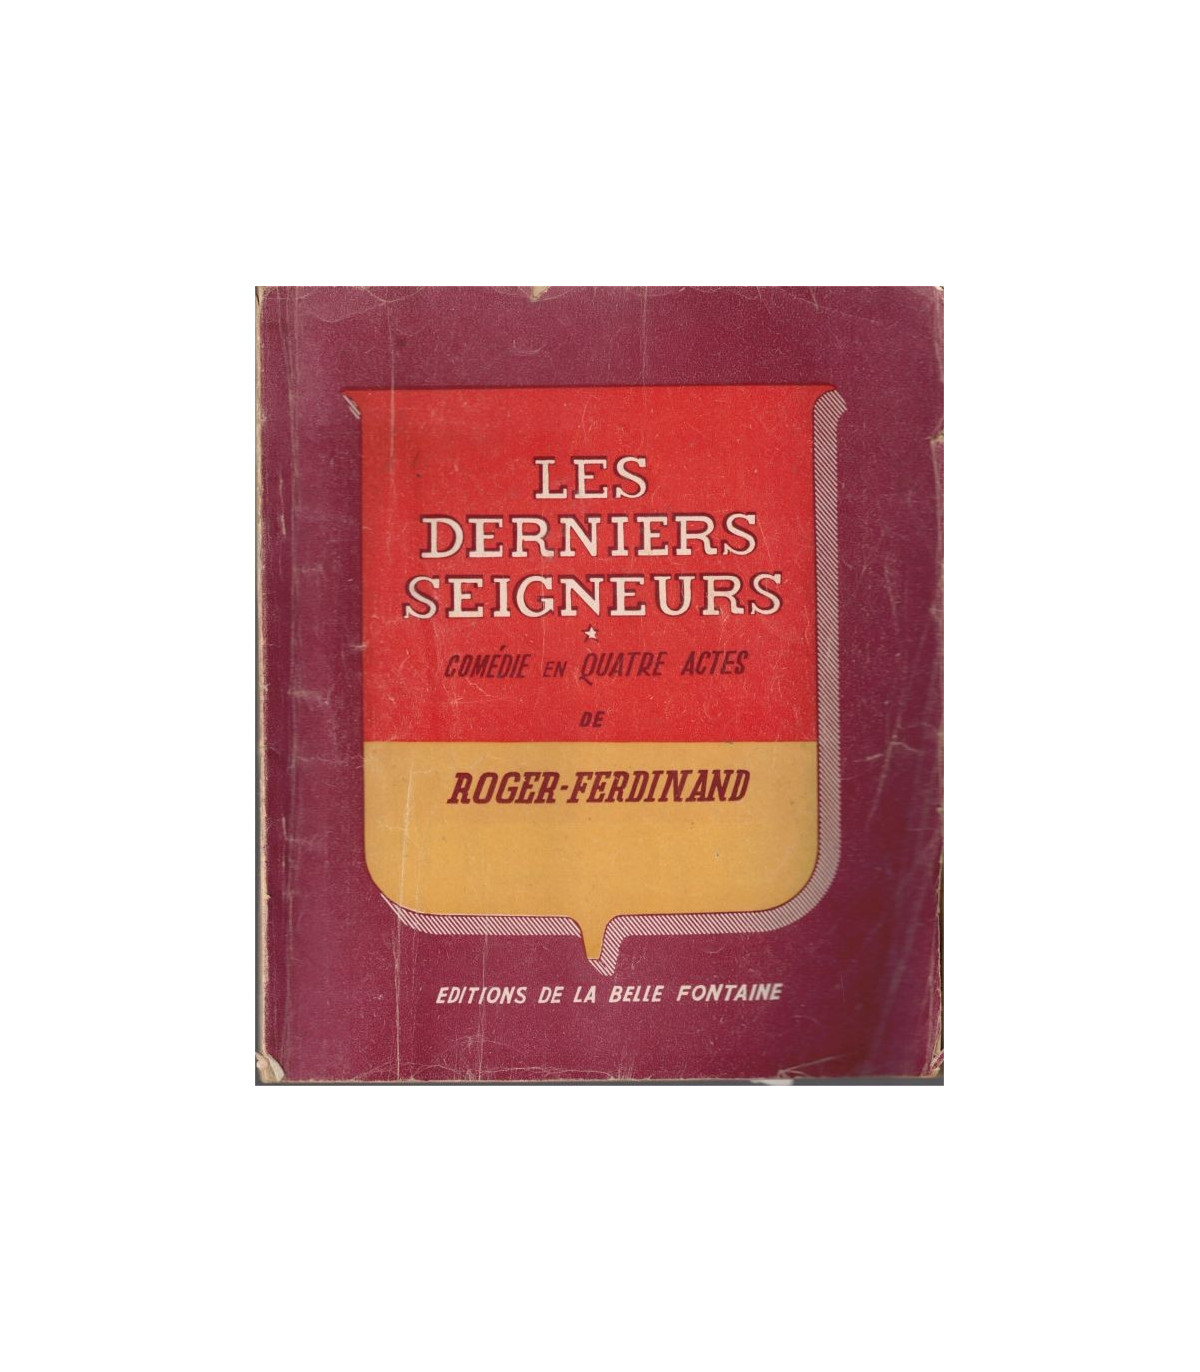 LES
DERNIERS
SEIGNEURS
COMÉDIE EN QUATRE ACTES
DE
ROGER-FERDINAND
EDITIONS DE LA BELLE FONTAINE